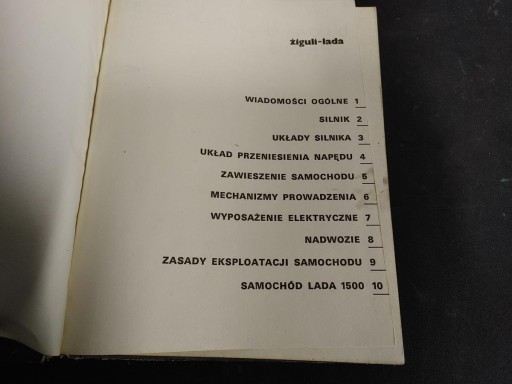 żiguli-łada
WIADOMOŚCI OGÓLNE 1
SILNIK 2
UKŁADY SILNIKA 3
UKŁAD PRZENIESIENIA NAPĘDU 4
ZAWIESZENIE SAMOCHODU 5
MECHANIZMY PROWADZENIA 6
WYPOSAŻENIE ELEKTRYCZNE 7
NADWOZIE 8
ZASADY EKSPLOATACJI SAMOCHODU 9
SAMOCHÓD LADA 1500 10